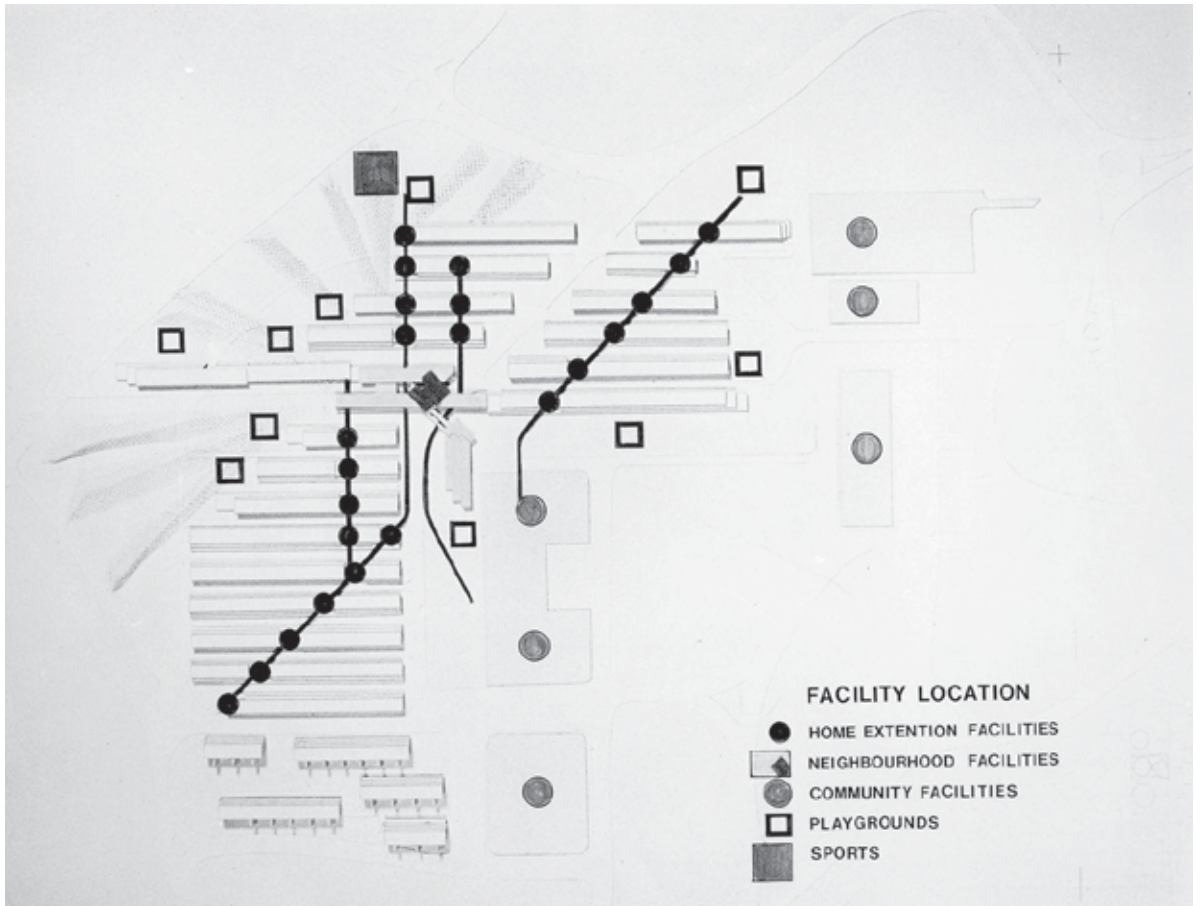 FACILITY LOCATION
HOME EXTENTION FACILITIES
NEIGHBOURHOOD FACILITIES
COMMUNITY FACILITIES
PLAYGROUNDS
SPORTS